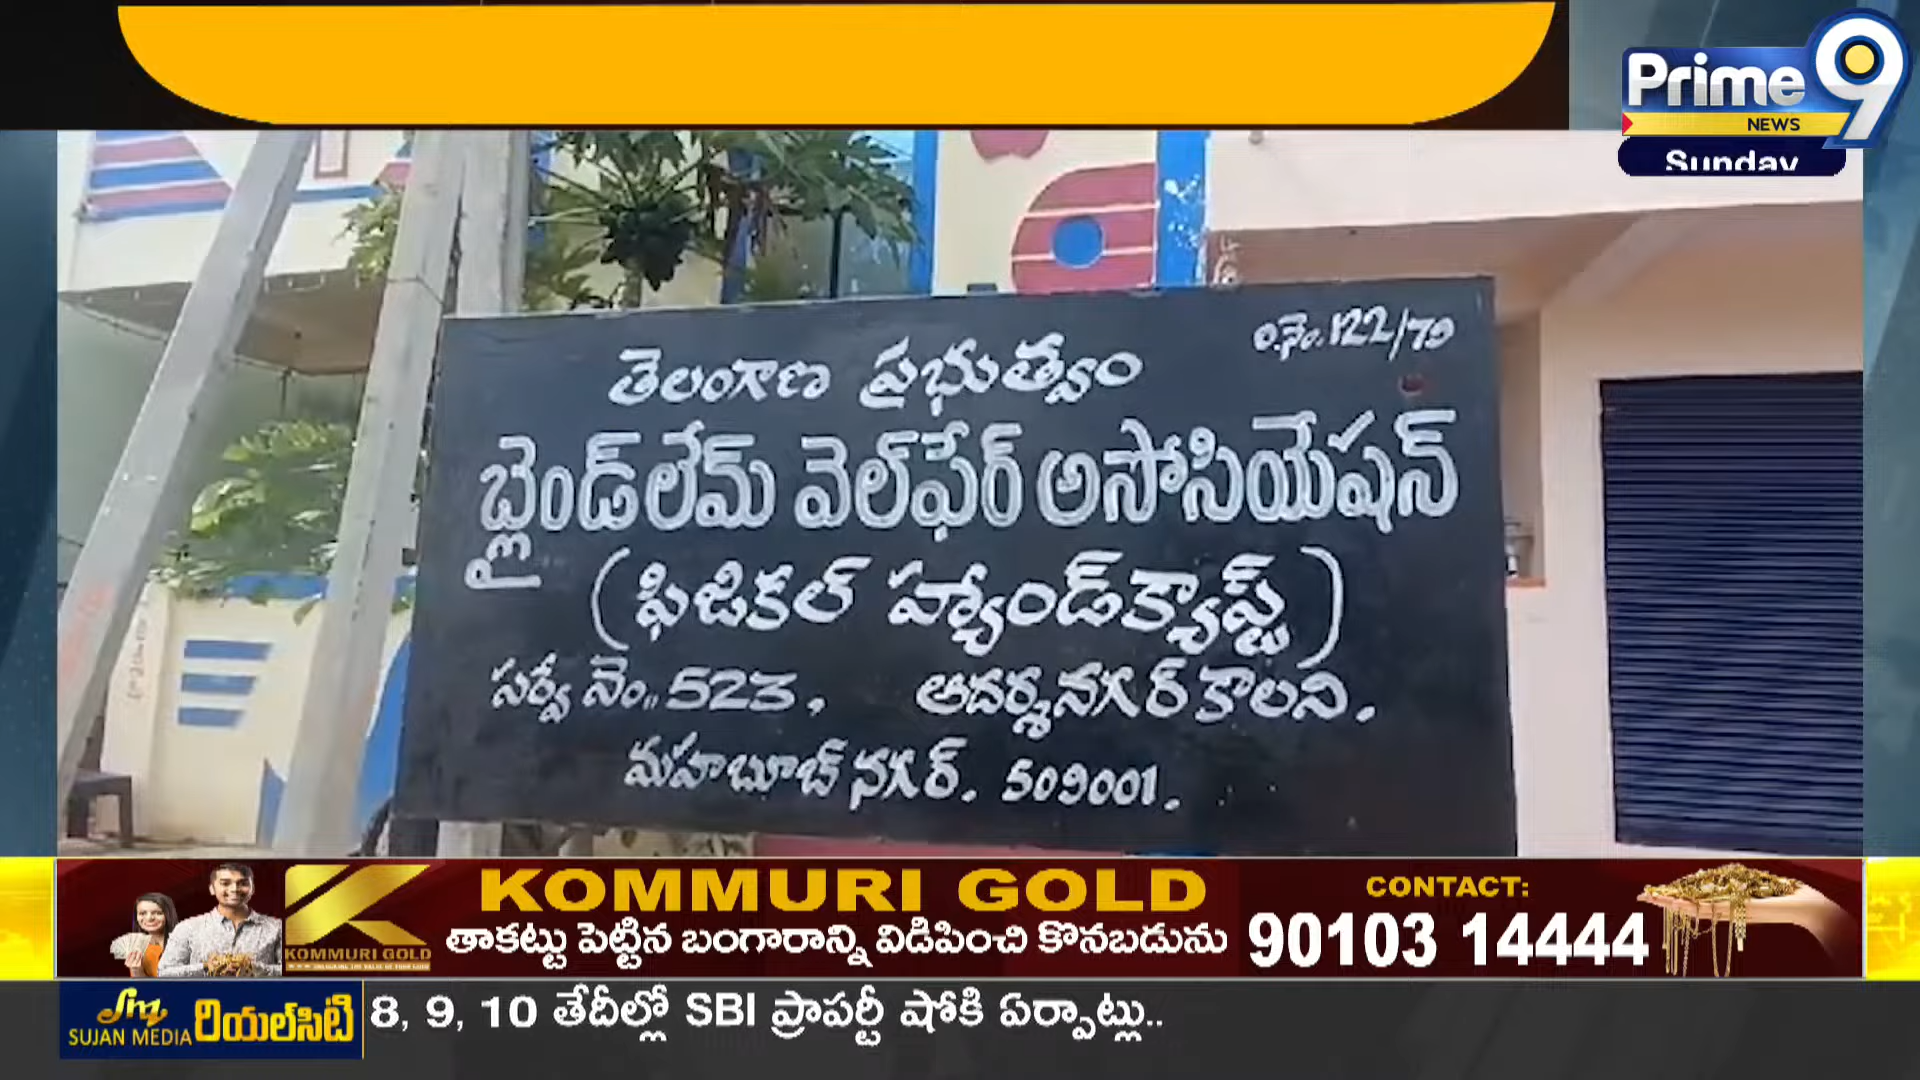 Prime 9
NEWS
Sunday
ఠి.నెం.122/79
తెలంగాణ ప్రభుత్వం
బ్లైండ్ లేమ్ వెల్ఫేర్ అసోసియేషన్
(ఫిజికల్ హ్యాండ్‌క్యాప్ట్)
సర్వే నెం,, 523, ఆదర్శనగర్ కాలని.
మహబూబ్ నగర్. 509001.
KOMMURI GOLD
CONTACT:
తాకట్టు పెట్టిన బంగారాన్ని విడిపించి కొనబడును
90103 14444
KOMMURI GOLD
SUJAN MEDIA రియల్‌సిటి
8, 9, 10 తేదీల్లో SBI ప్రాపర్టీ షోకి ఏర్పాట్లు..